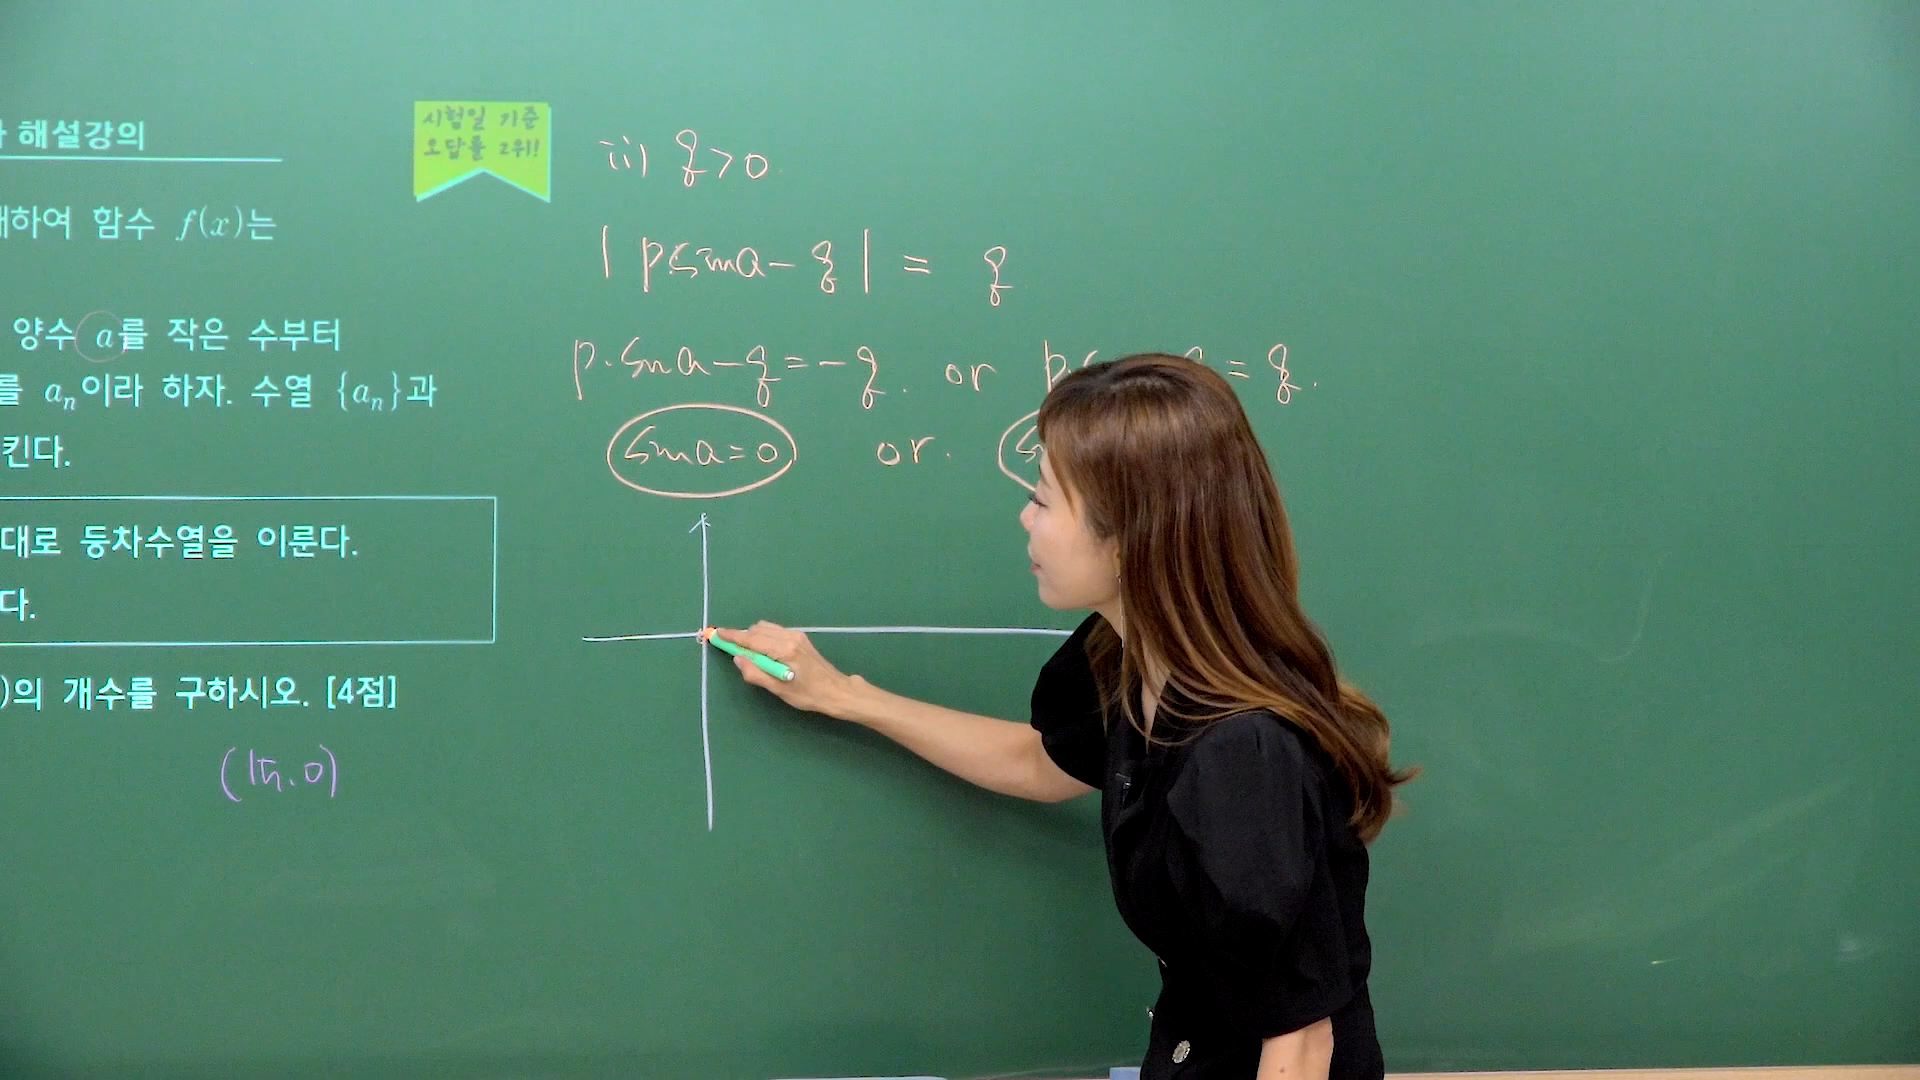 해설강의
시험일 기준
오답률 2위!
대하여 함수 f(x)는
양수 a를 작은 수부터
를 aₙ이라 하자. 수열 {aₙ}과
킨다.
대로 등차수열을 이룬다.
다.
)의 개수를 구하시오. [4점]
(15, 0)
ii) q>0
|psina-q| = q
p·sina-q=-q. or p = q.
sina=0 or.